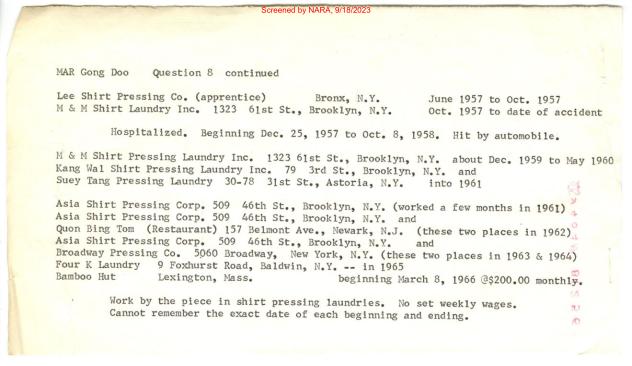 Screened by NARA, 9/18/2023
MAR Gong Doo Question 8 continued
Lee Shirt Pressing Co. (apprentice) Bronx, N.Y. June 1957 to Oct. 1957
M & M Shirt Laundry Inc. 1323 61st St., Brooklyn, N.Y. Oct. 1957 to date of accident
Hospitalized. Beginning Dec. 25, 1957 to Oct. 8, 1958. Hit by automobile.
M & M Shirt Pressing Laundry Inc. 1323 61st St., Brooklyn, N.Y. about Dec. 1959 to May 1960
Kang Wal Shirt Pressing Laundry Inc. 79 3rd St., Brooklyn, N.Y. and
Suey Tang Pressing Laundry 30-78 31st St., Astoria, N.Y. into 1961
Asia Shirt Pressing Corp. 509 46th St., Brooklyn, N.Y. (worked a few months in 1961)
Asia Shirt Pressing Corp. 509 46th St., Brooklyn, N.Y. and
Quon Bing Tom (Restaurant) 157 Belmont Ave., Newark, N.J. (these two places in 1962)
Asia Shirt Pressing Corp. 509 46th St., Brooklyn, N.Y. and
Broadway Pressing Co. 5060 Broadway, New York, N.Y. (these two places in 1963 & 1964)
Four K Laundry 9 Foxhurst Road, Baldwin, N.Y. -- in 1965
Bamboo Hut Lexington, Mass. beginning March 8, 1966 @$200.00 monthly.
Work by the piece in shirt pressing laundries. No set weekly wages.
Cannot remember the exact date of each beginning and ending.